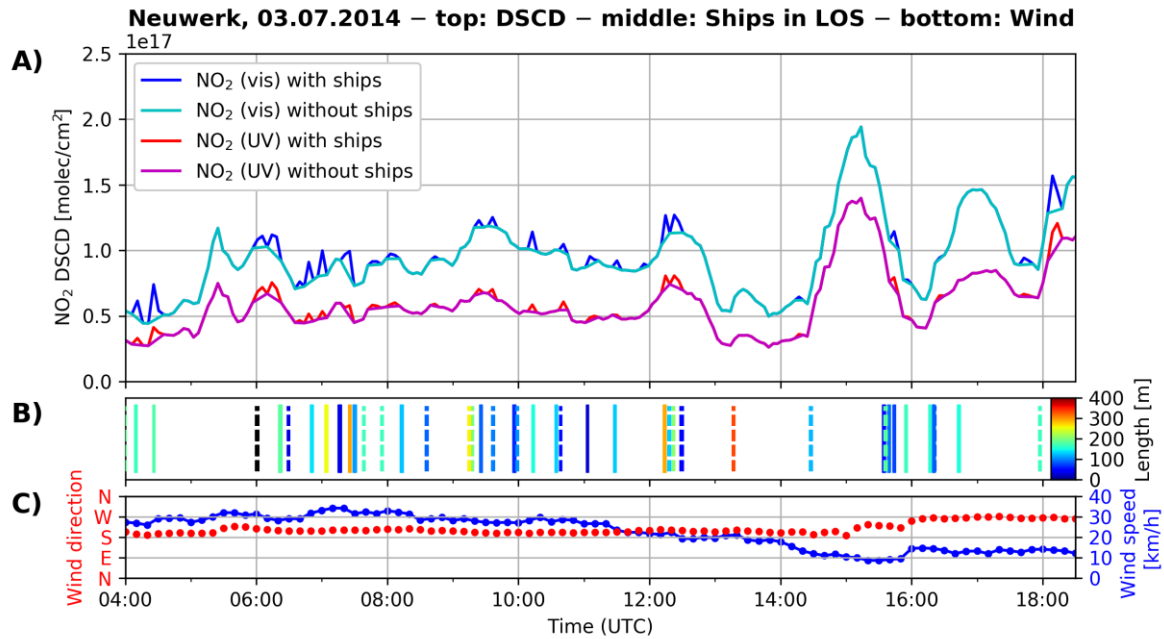 Neuwerk, 03.07.2014 − top: DSCD − middle: Ships in LOS − bottom: Wind
A)
1e17
2.5
2.0
1.5
1.0
0.5
0.0
NO₂ DSCD [molec/cm²]
NO₂ (vis) with ships
NO₂ (vis) without ships
NO₂ (UV) with ships
NO₂ (UV) without ships
B)
400
300
200
100
0
Length [m]
C)
Wind direction
N
W
S
E
N
40
30
20
10
0
Wind speed
[km/h]
04:00 06:00 08:00 10:00 12:00 14:00 16:00 18:00
Time (UTC)